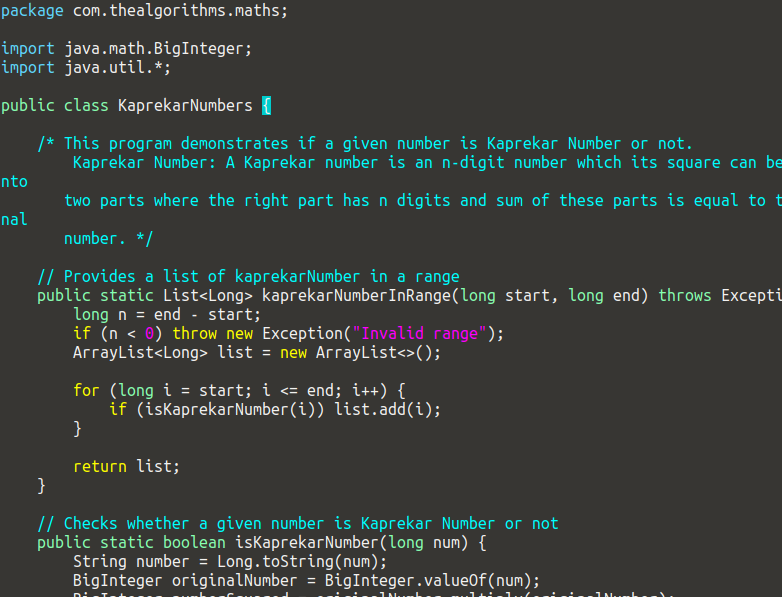 package com.thealgorithms.maths;
import java.math.BigInteger;
import java.util.*;
public class KaprekarNumbers {
/* This program demonstrates if a given number is Kaprekar Number or not.
Kaprekar Number: A Kaprekar number is an n-digit number which its square can be
nto
two parts where the right part has n digits and sum of these parts is equal to t
nal
number. */
// Provides a list of kaprekarNumber in a range
public static List<Long> kaprekarNumberInRange(long start, long end) throws Excepti
long n = end - start;
if (n < 0) throw new Exception("Invalid range");
ArrayList<Long> list = new ArrayList<>();
for (long i = start; i <= end; i++) {
if (isKaprekarNumber(i)) list.add(i);
}
return list;
}
// Checks whether a given number is Kaprekar Number or not
public static boolean isKaprekarNumber(long num) {
String number = Long.toString(num);
BigInteger originalNumber = BigInteger.valueOf(num);